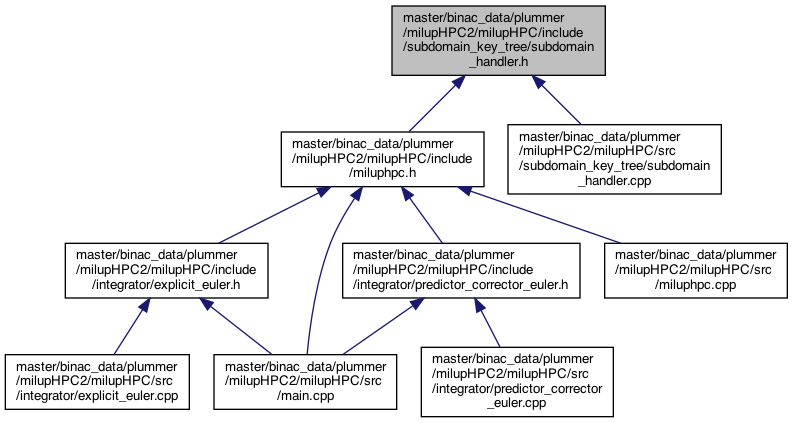 master/binac_data/plummer
/milupHPC2/milupHPC/include
/subdomain_key_tree/subdomain
_handler.h
master/binac_data/plummer
/milupHPC2/milupHPC/include
/miluphpc.h
master/binac_data/plummer
/milupHPC2/milupHPC/src
/subdomain_key_tree/subdomain
_handler.cpp
master/binac_data/plummer
/milupHPC2/milupHPC/include
/integrator/explicit_euler.h
master/binac_data/plummer
/milupHPC2/milupHPC/include
/integrator/predictor_corrector_euler.h
master/binac_data/plummer
/milupHPC2/milupHPC/src
/miluphpc.cpp
master/binac_data/plummer
/milupHPC2/milupHPC/src
/integrator/explicit_euler.cpp
master/binac_data/plummer
/milupHPC2/milupHPC/src
/main.cpp
master/binac_data/plummer
/milupHPC2/milupHPC/src
/integrator/predictor_corrector
_euler.cpp